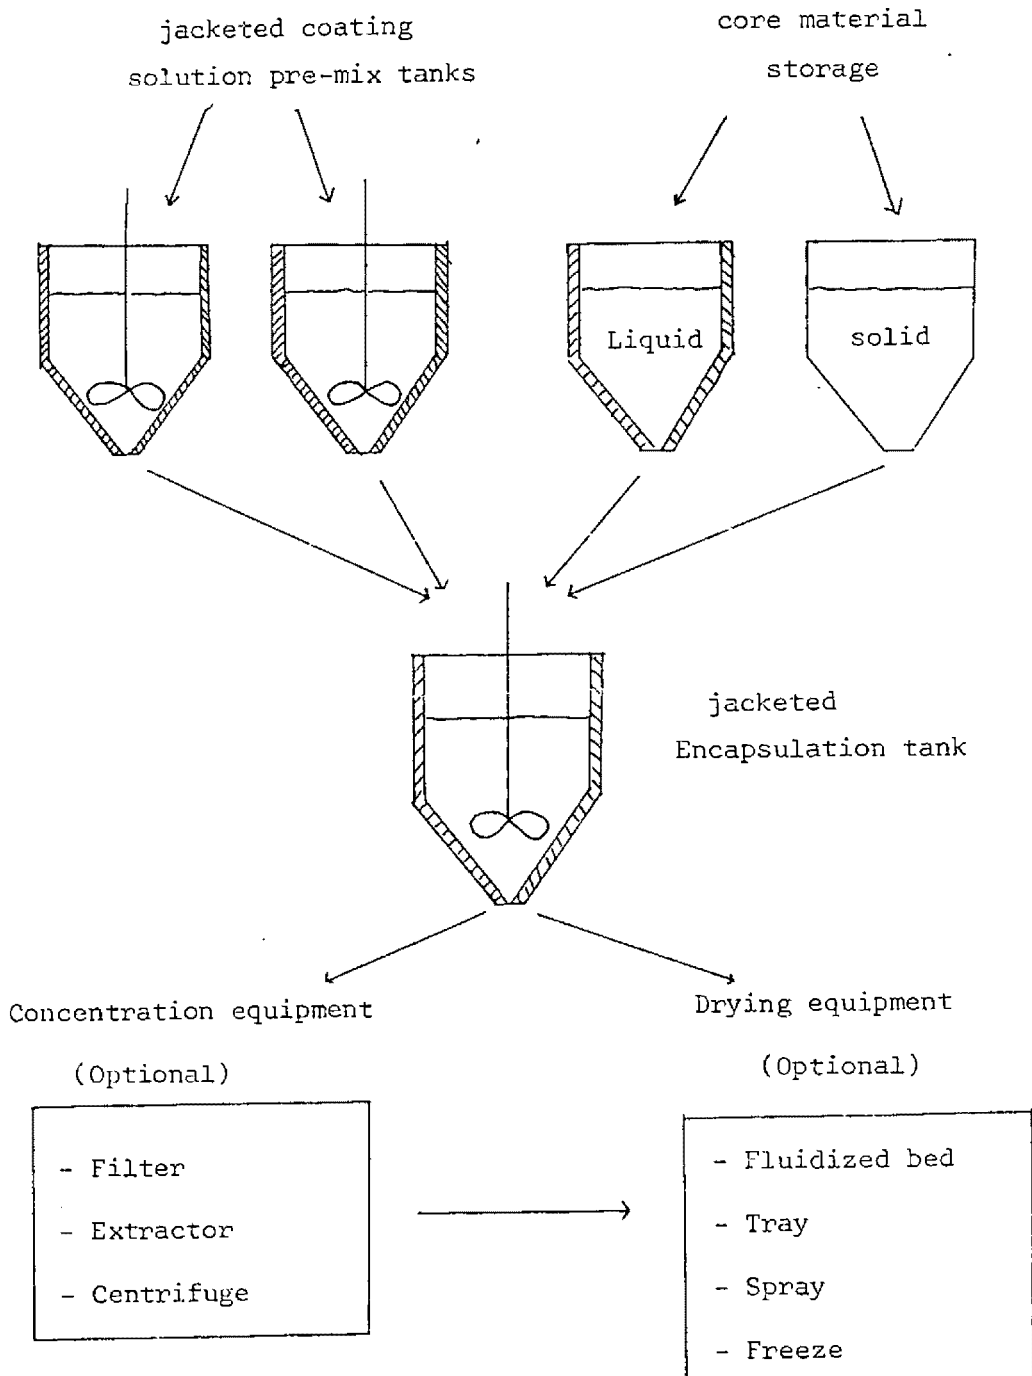 jacketed coating
solution pre-mix tanks
core material
storage
Liquid
solid
jacketed
Encapsulation tank
Concentration equipment
(Optional)
- Filter
- Extractor
- Centrifuge
Drying equipment
(Optional)
- Fluidized bed
- Tray
- Spray
- Freeze